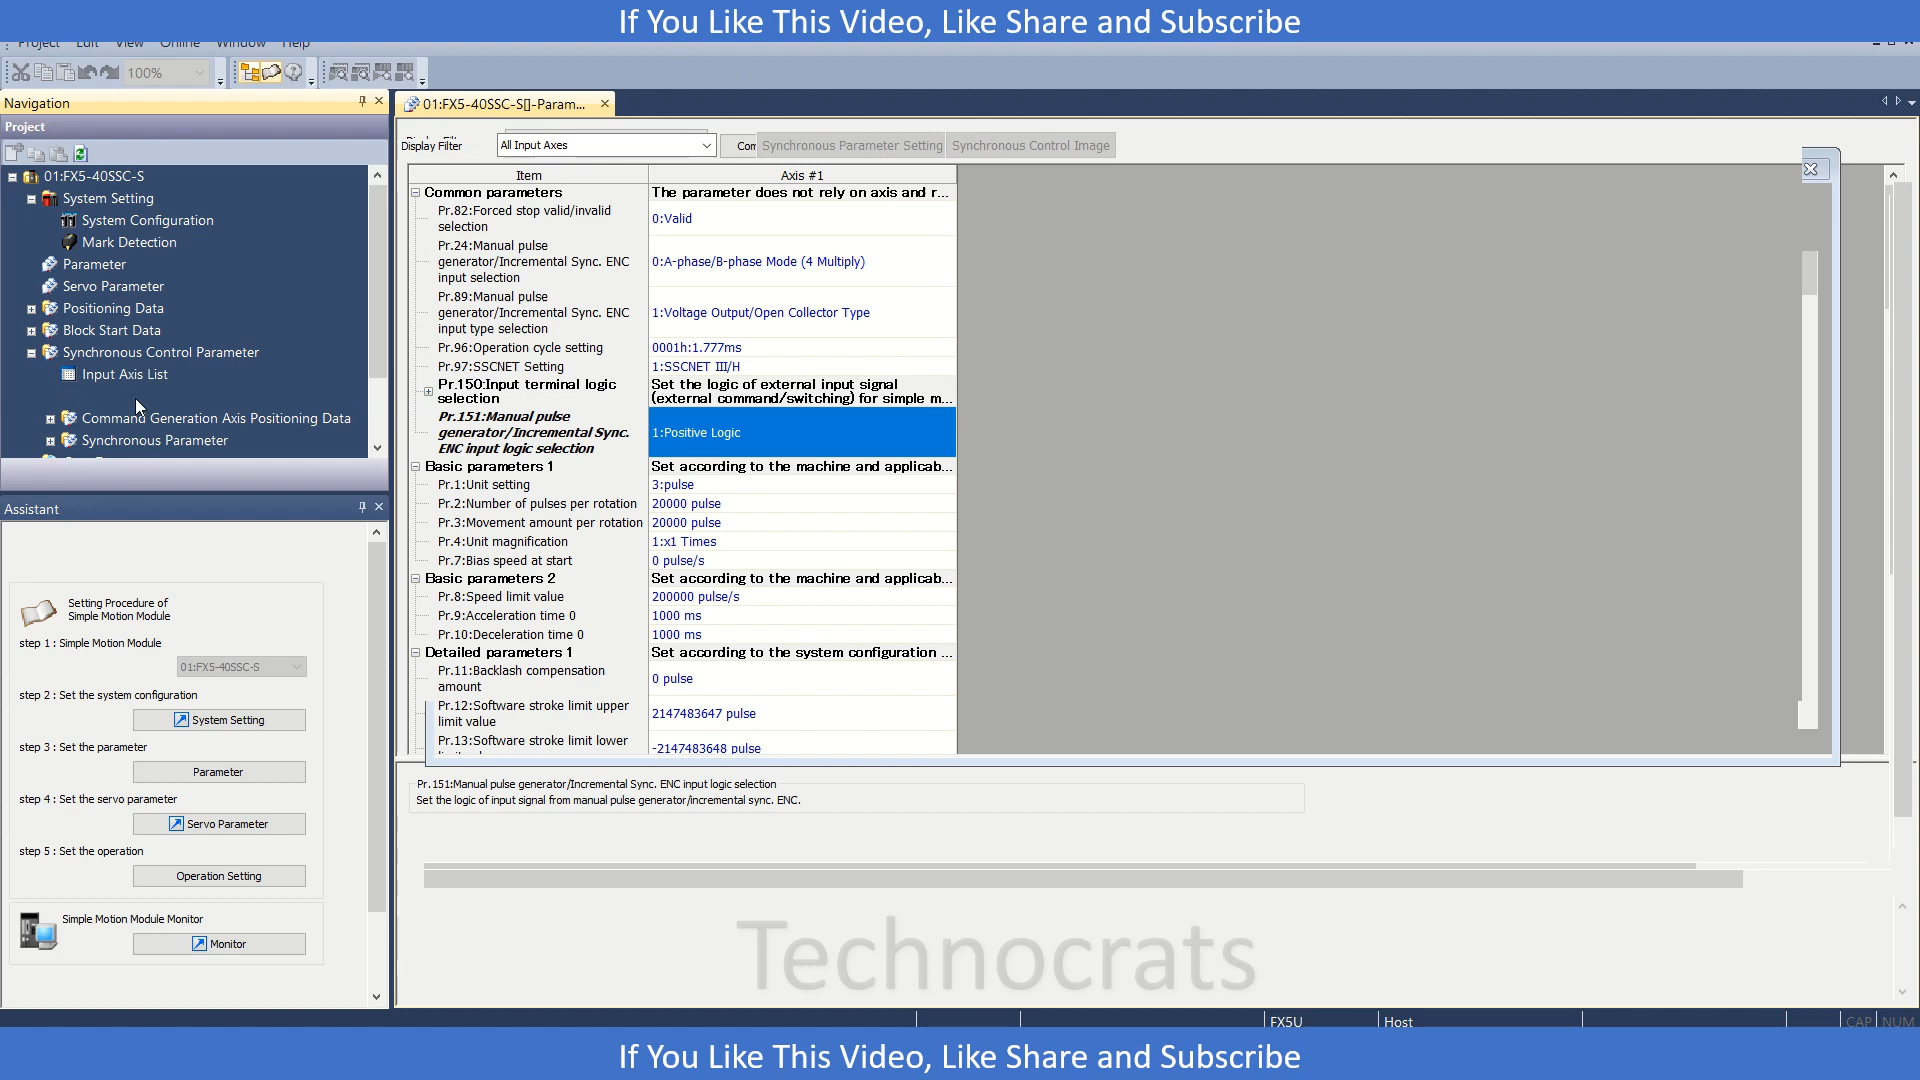 If You Like This Video, Like Share and Subscribe
Project Edit View Online Window Help
100%
Navigation
Project
01:FX5-40SSC-S
System Setting
System Configuration
Mark Detection
Parameter
Servo Parameter
Positioning Data
Block Start Data
Synchronous Control Parameter
Input Axis List
Command Generation Axis Positioning Data
Synchronous Parameter
Assistant
Setting Procedure of
Simple Motion Module
step 1 : Simple Motion Module
01:FX5-40SSC-S
step 2 : Set the system configuration
System Setting
step 3 : Set the parameter
Parameter
step 4 : Set the servo parameter
Servo Parameter
step 5 : Set the operation
Operation Setting
Simple Motion Module Monitor
Monitor
01:FX5-40SSC-S[]-Param...
Display Filter All Input Axes Synchronous Parameter Setting Synchronous Control Image
Item Axis #1
Common parameters The parameter does not rely on axis and r...
Pr.82:Forced stop valid/invalid
selection
0:Valid
Pr.24:Manual pulse
generator/Incremental Sync. ENC
input selection
0:A-phase/B-phase Mode (4 Multiply)
Pr.89:Manual pulse
generator/Incremental Sync. ENC
input type selection
1:Voltage Output/Open Collector Type
Pr.96:Operation cycle setting 0001h:1.777ms
Pr.97:SSCNET Setting 1:SSCNET III/H
Pr.150:Input terminal logic
selection
Set the logic of external input signal
(external command/switching) for simple m...
Pr.151:Manual pulse
generator/Incremental Sync.
ENC input logic selection
1:Positive Logic
Basic parameters 1 Set according to the machine and applicab...
Pr.1:Unit setting 3:pulse
Pr.2:Number of pulses per rotation 20000 pulse
Pr.3:Movement amount per rotation 20000 pulse
Pr.4:Unit magnification 1:x1 Times
Pr.7:Bias speed at start 0 pulse/s
Basic parameters 2 Set according to the machine and applicab...
Pr.8:Speed limit value 200000 pulse/s
Pr.9:Acceleration time 0 1000 ms
Pr.10:Deceleration time 0 1000 ms
Detailed parameters 1 Set according to the system configuration ...
Pr.11:Backlash compensation
amount
0 pulse
Pr.12:Software stroke limit upper
limit value
2147483647 pulse
Pr.13:Software stroke limit lower
-2147483648 pulse
Pr.151:Manual pulse generator/Incremental Sync. ENC input logic selection
Set the logic of input signal from manual pulse generator/incremental sync. ENC.
Technocrats
FX5U Host CAP NUM
If You Like This Video, Like Share and Subscribe